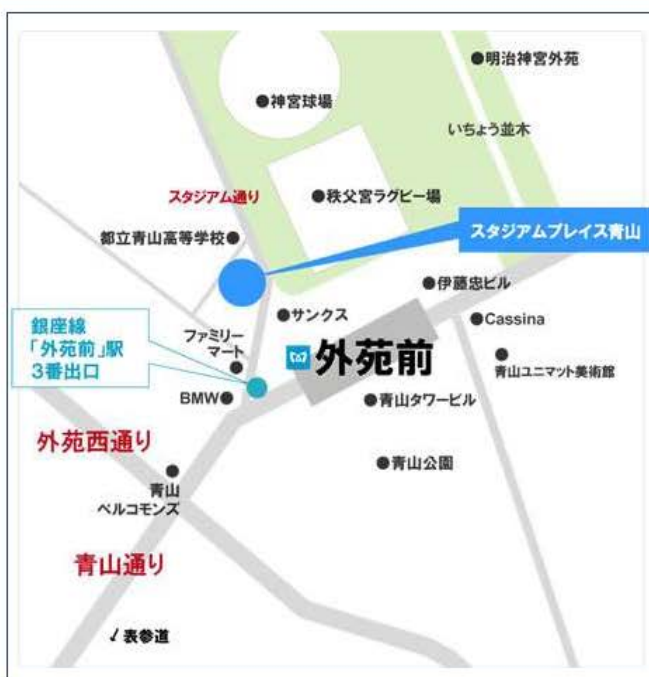 明治神宮外苑
神宮球場
いちょう並木
スタジアム通り
秩父宮ラグビー場
都立青山高等学校
スタジアムプレイス青山
伊藤忠ビル
サンクス
Cassina
銀座線
「外苑前」駅
3番出口
ファミリー
マート
外苑前
青山ユニマット美術館
BMW
青山タワービル
外苑西通り
青山公園
青山
ベルコモンズ
青山通り
表参道